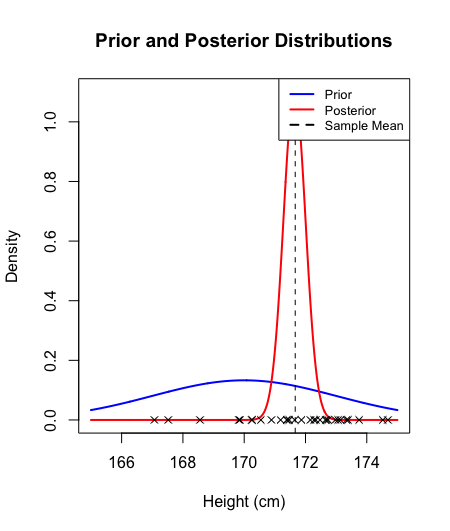 Prior and Posterior Distributions
Prior
Posterior
Sample Mean
Density
1.0
0.8
0.6
0.4
0.2
0.0
166 168 170 172 174
Height (cm)